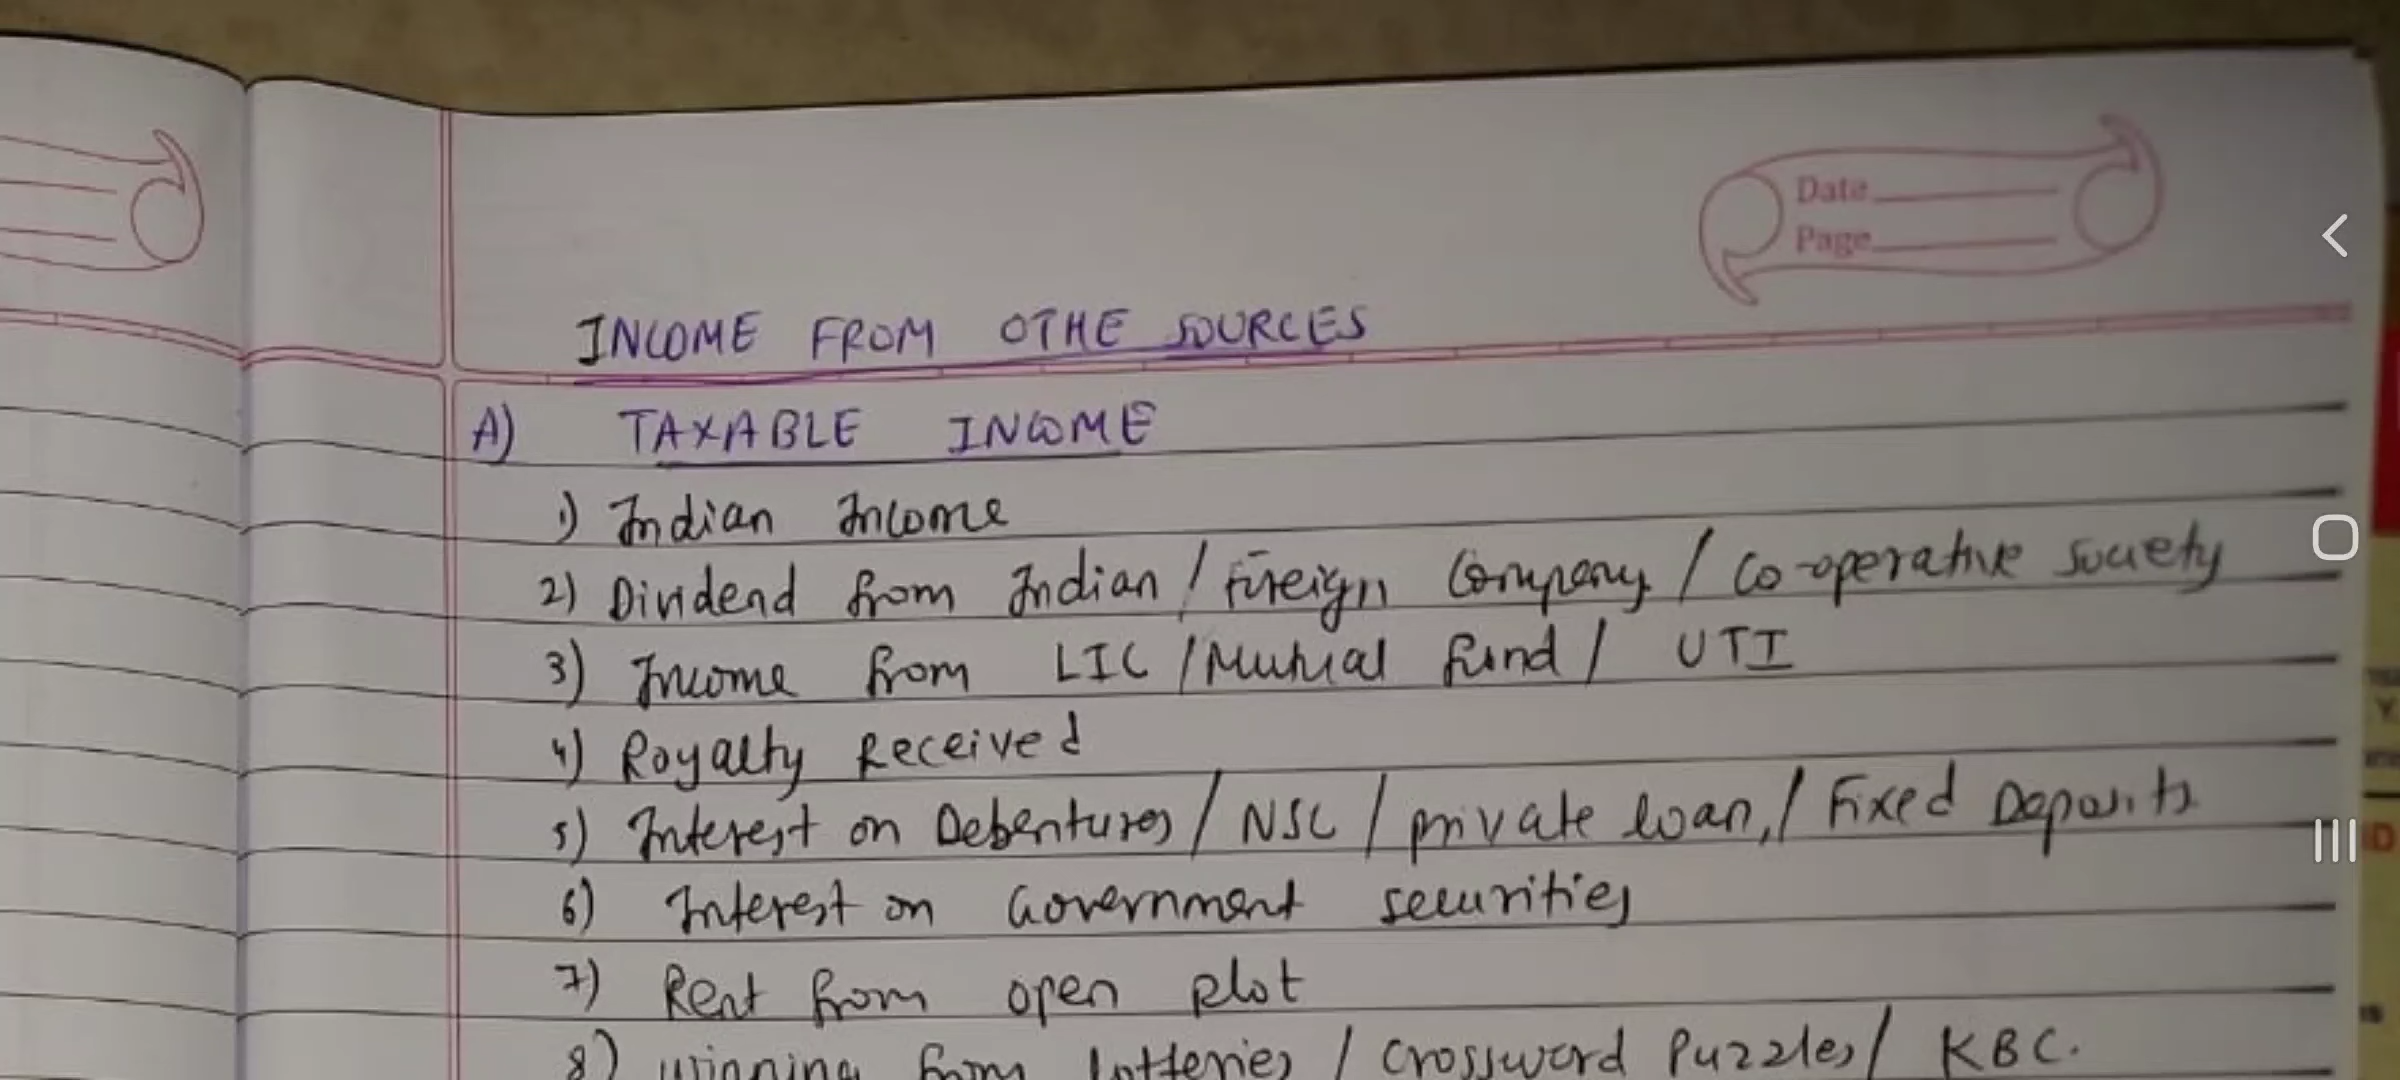 Date
Page
INCOME FROM OTHE SOURCES
A) TAXABLE INCOME
1) Indian Income
2) Dividend from Indian / Foreign Company / Co-operative Society
3) Income from LIC / Mutual Fund / UTI
4) Royalty Received
5) Interest on Debentures / NSC / private loan, / Fixed Deposits
6) Interest on Government securities
7) Rent from open plot
8) Winning from lotteries / Crossword Puzzles / KBC.